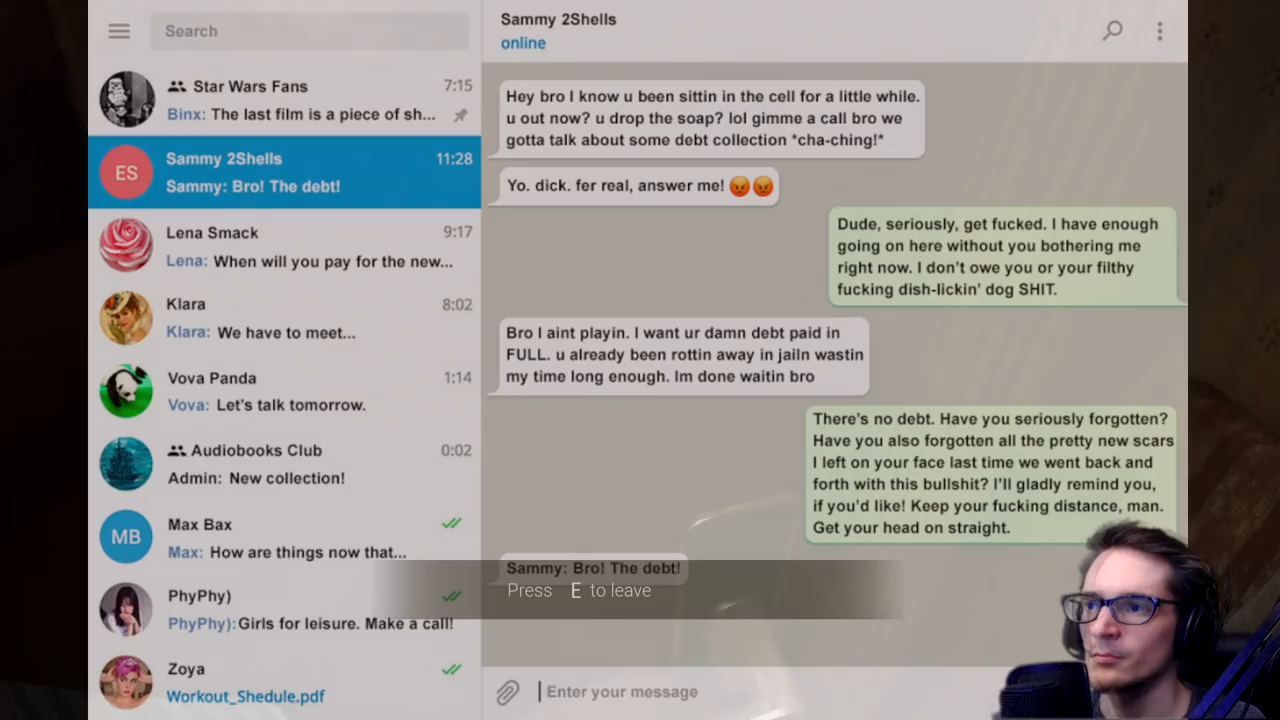 Search
Star Wars Fans 7:15
Binx: The last film is a piece of sh...
ES
Sammy 2Shells 11:28
Sammy: Bro! The debt!
Lena Smack 9:17
Lena: When will you pay for the new...
Klara 8:02
Klara: We have to meet...
Vova Panda 1:14
Vova: Let's talk tomorrow.
Audiobooks Club 0:02
Admin: New collection!
MB
Max Bax
Max: How are things now that...
PhyPhy)
PhyPhy): Girls for leisure. Make a call!
Zoya
Workout_Shedule.pdf
Sammy 2Shells
online
Hey bro I know u been sittin in the cell for a little while.
u out now? u drop the soap? lol gimme a call bro we
gotta talk about some debt collection *cha-ching!*
Yo. dick. fer real, answer me! 😡😡
Dude, seriously, get fucked. I have enough
going on here without you bothering me
right now. I don't owe you or your filthy
fucking dish-lickin' dog SHIT.
Bro I aint playin. I want ur damn debt paid in
FULL. u already been rottin away in jailn wastin
my time long enough. Im done waitin bro
There's no debt. Have you seriously forgotten?
Have you also forgotten all the pretty new scars
I left on your face last time we went back and
forth with this bullshit? I'll gladly remind you,
if you'd like! Keep your fucking distance, man.
Get your head on straight.
Sammy: Bro! The debt!
Press E to leave
Enter your message